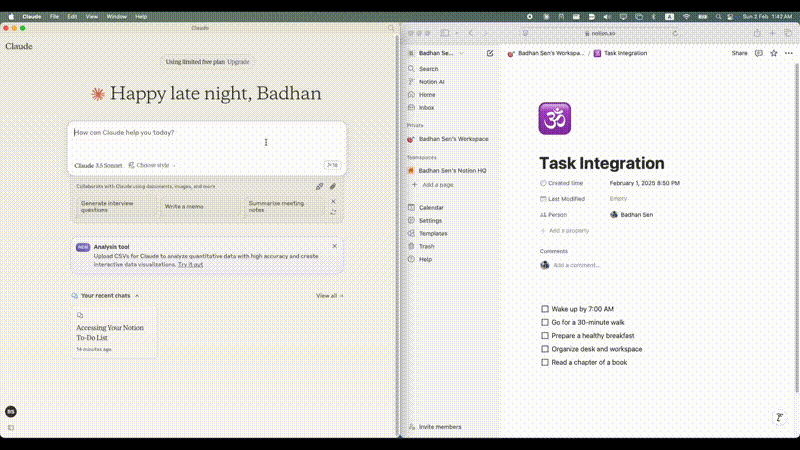 Claude File Edit View Window Help
Sun 2 Feb 1:42 AM
Claude
Claude
Using limited free plan Upgrade
Happy late night, Badhan
How can Claude help you today?
Claude 3.5 Sonnet Choose style
Collaborate with Claude using documents, images, and more
Generate interview questions
Write a memo
Summarize meeting notes
NEW Analysis tool
Upload CSVs for Claude to analyze quantitative data with high accuracy and create
interactive data visualizations. Try it out
Your recent chats
View all →
Accessing Your Notion
To-Do List
14 minutes ago
BS
notion.so
Badhan Se...
Badhan Sen's Workspa... / Task Integration
Share
Search
Notion AI
Home
Inbox
Private
Badhan Sen's Workspace
Teamspaces
Badhan Sen's Notion HQ
+ Add a page
Calendar
Settings
Templates
Trash
Help
Invite members
ॐ
Task Integration
Created time February 1, 2025 8:50 PM
Last Modified Empty
Person Badhan Sen
+ Add a property
Comments
Add a comment...
Wake up by 7:00 AM
Go for a 30-minute walk
Prepare a healthy breakfast
Organize desk and workspace
Read a chapter of a book